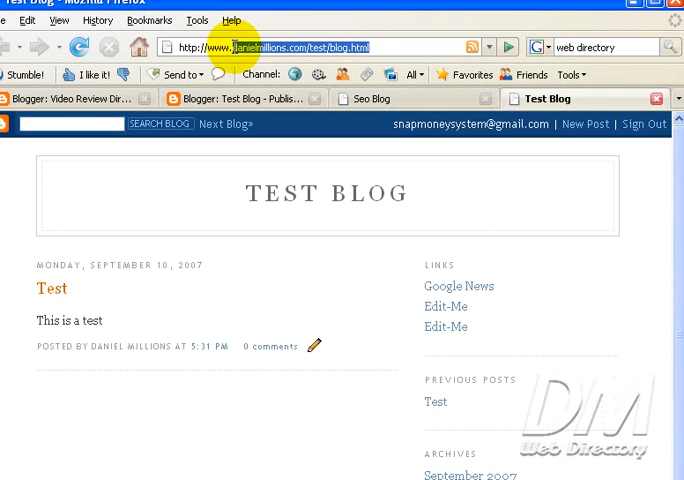 Test Blog - Mozilla Firefox
Edit View History Bookmarks Tools Help
http://www.danielmillions.com/test/blog.html
web directory
Stumble! I like it! Send to Channel: All Favorites Friends Tools
Blogger: Video Review Dir...
Blogger: Test Blog - Publis...
Seo Blog
Test Blog
SEARCH BLOG Next Blog» snapmoneysystem@gmail.com | New Post | Sign Out
TEST BLOG
MONDAY, SEPTEMBER 10, 2007
Test
This is a test
POSTED BY DANIEL MILLIONS AT 5:31 PM 0 comments
LINKS
Google News
Edit-Me
Edit-Me
PREVIOUS POSTS
Test
ARCHIVES
September 2007
DM
Web Directory